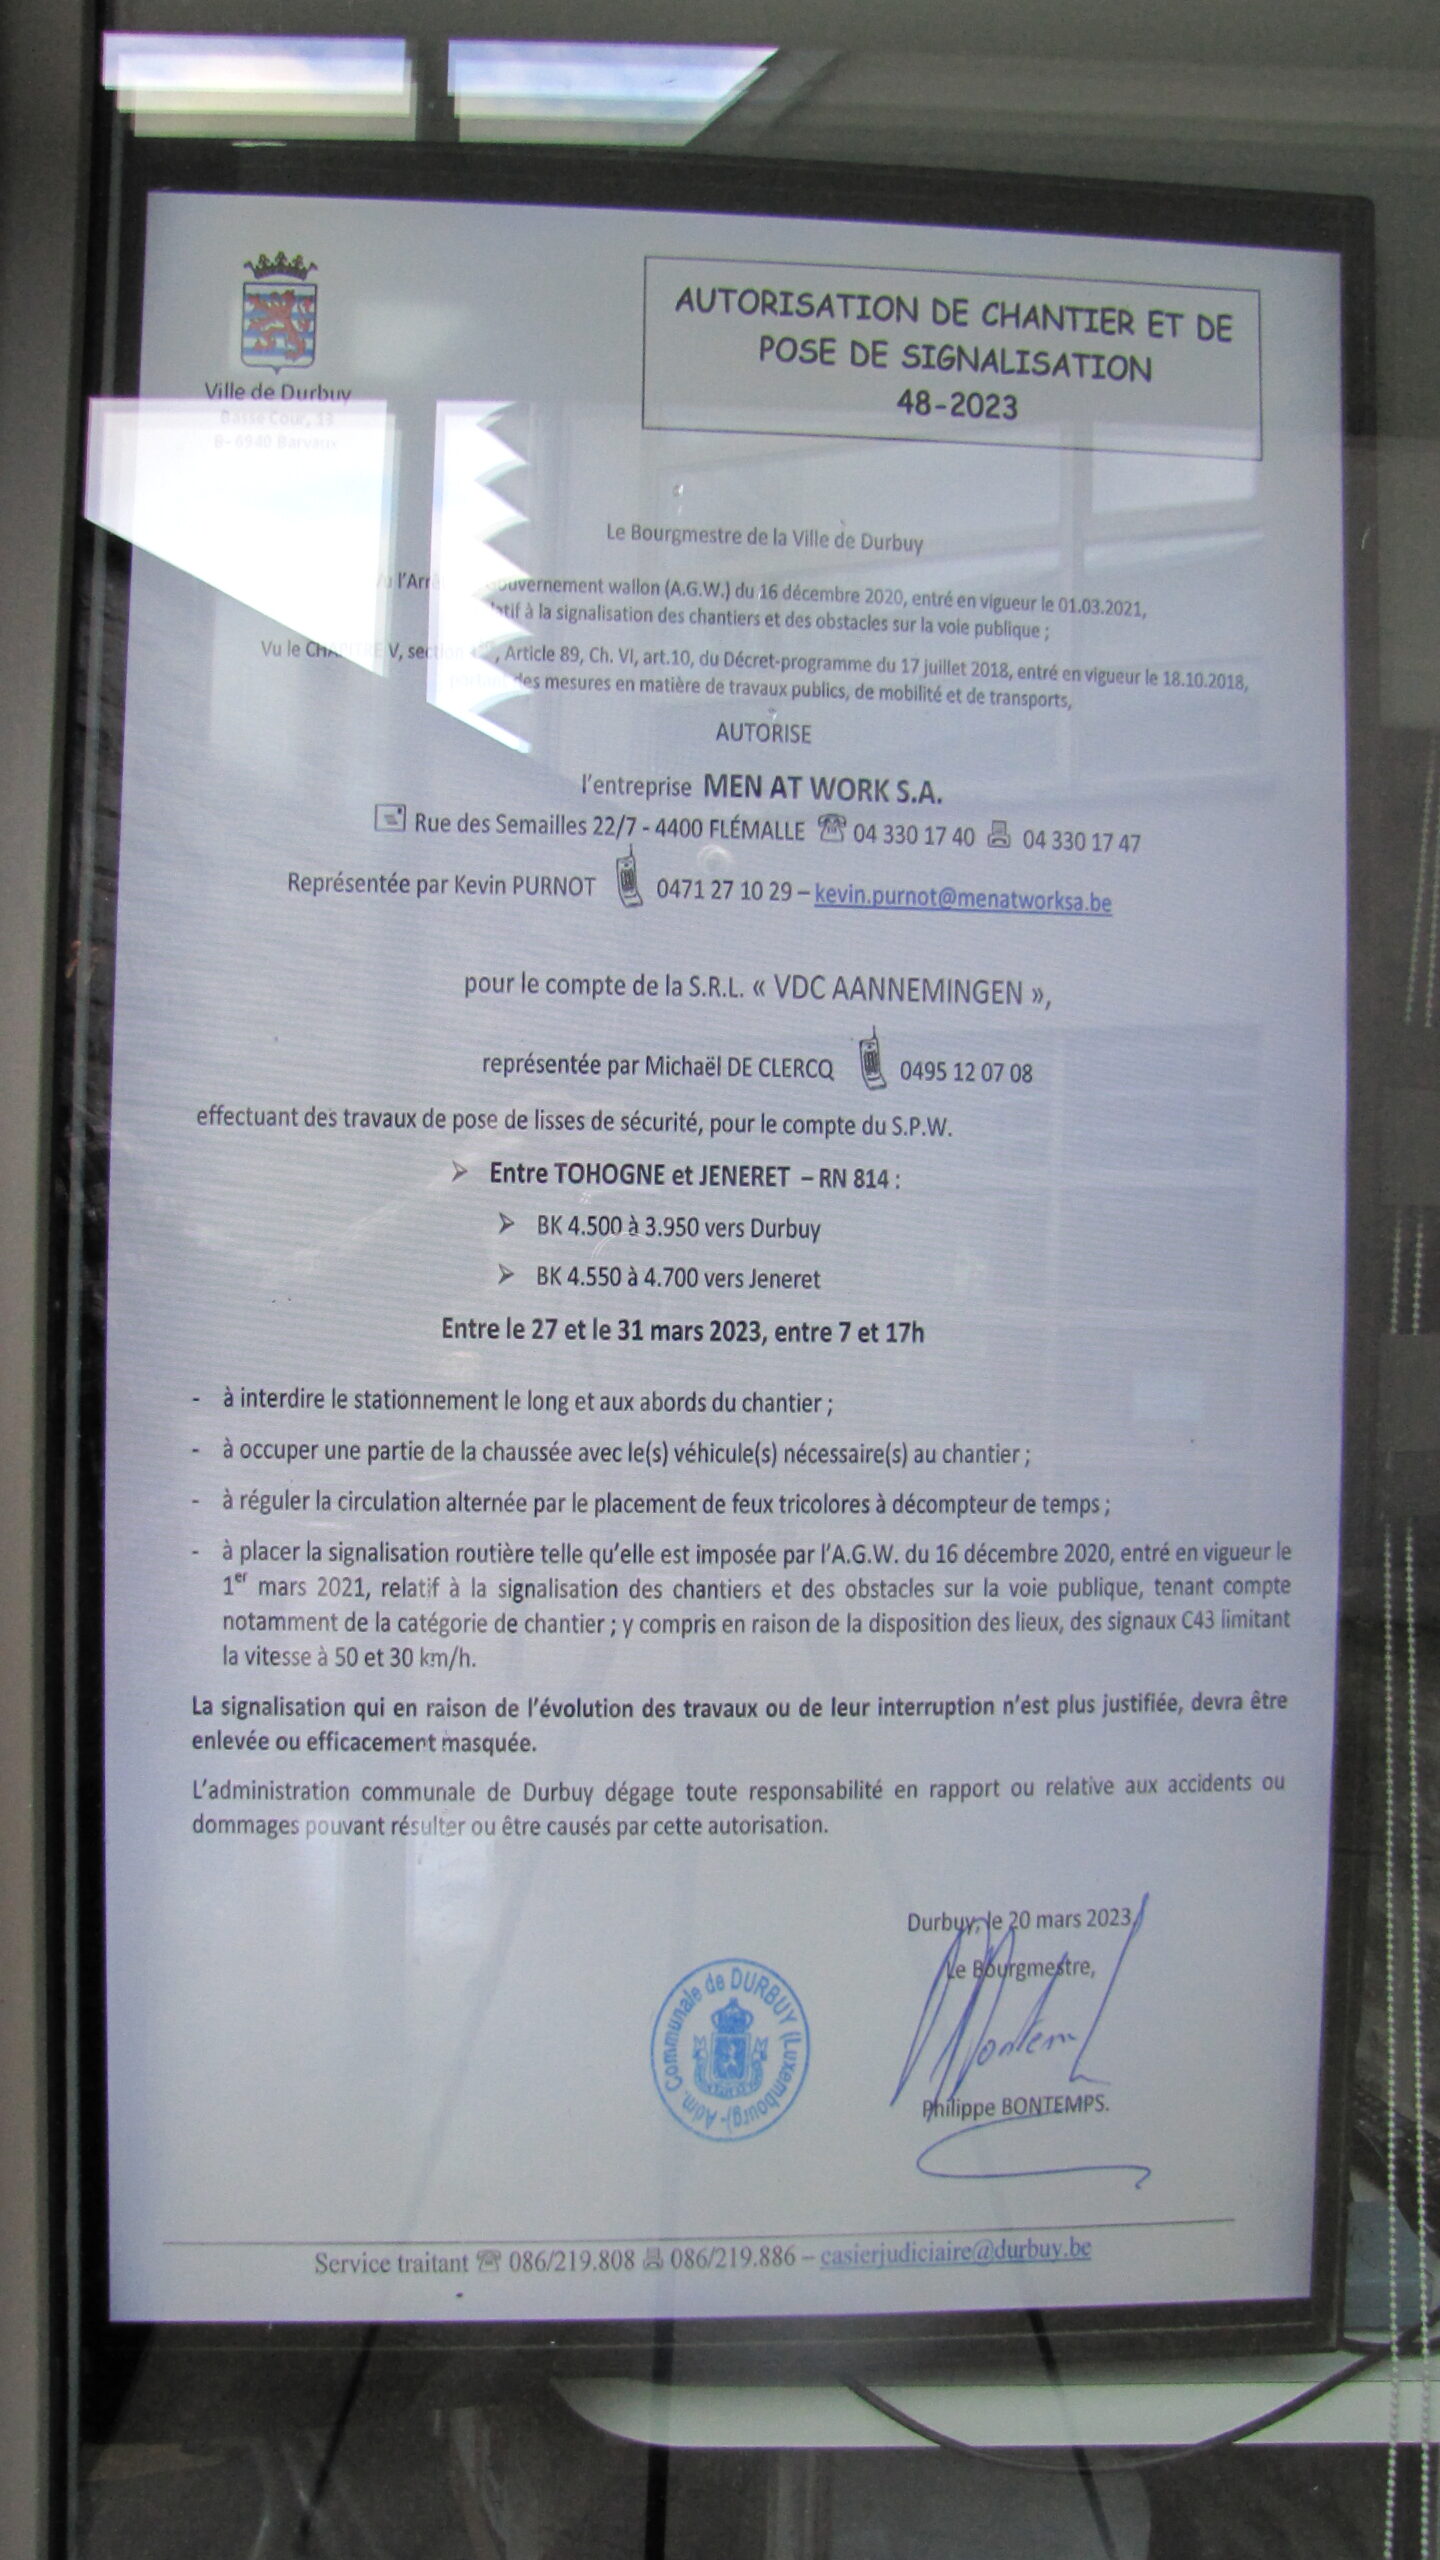 AUTORISATION DE CHANTIER ET DE
POSE DE SIGNALISATION
48-2023
Ville de Durbuy
Basse Cour, 13
B- 6940 Barvaux
Le Bourgmestre de la Ville de Durbuy
l'Arr Gouvernement wallon (A.G.W.) du 16 décembre 2020, entré en vigueur le 01.03.2021,
à la signalisation des chantiers et des obstacles sur la voie publique ;
Vu le CHAPITRE V, Article 89, Ch. VI, art.10, du Décret-programme du 17 juillet 2018, entré en vigueur le 18.10.2018,
des mesures en matière de travaux publics, de mobilité et de transports,
AUTORISE
l'entreprise MEN AT WORK S.A.
Rue des Semailles 22/7 - 4400 FLÉMALLE 04 330 17 40 04 330 17 47
Représentée par Kevin PURNOT 0471 27 10 29 – kevin.purnot@menatworksa.be
pour le compte de la S.R.L. « VDC AANNEMINGEN »,
représentée par Michaël DE CLERCQ 0495 12 07 08
effectuant des travaux de pose de lisses de sécurité, pour le compte du S.P.W.
➢ Entre TOHOGNE et JENERET – RN 814 :
➢ BK 4.500 à 3.950 vers Durbuy
➢ BK 4.550 à 4.700 vers Jeneret
Entre le 27 et le 31 mars 2023, entre 7 et 17h
- à interdire le stationnement le long et aux abords du chantier ;
- à occuper une partie de la chaussée avec le(s) véhicule(s) nécessaire(s) au chantier ;
- à réguler la circulation alternée par le placement de feux tricolores à décompteur de temps ;
- à placer la signalisation routière telle qu'elle est imposée par l'A.G.W. du 16 décembre 2020, entré en vigueur le
1er mars 2021, relatif à la signalisation des chantiers et des obstacles sur la voie publique, tenant compte
notamment de la catégorie de chantier ; y compris en raison de la disposition des lieux, des signaux C43 limitant
la vitesse à 50 et 30 km/h.
La signalisation qui en raison de l'évolution des travaux ou de leur interruption n'est plus justifiée, devra être
enlevée ou efficacement masquée.
L'administration communale de Durbuy dégage toute responsabilité en rapport ou relative aux accidents ou
dommages pouvant résulter ou être causés par cette autorisation.
Durbuy, le 20 mars 2023
Le Bourgmestre,
Adm. Communale de DURBUY (Luxembourg)-
Philippe BONTEMPS.
Service traitant 086/219.808 086/219.886 – casierjudiciaire@durbuy.be